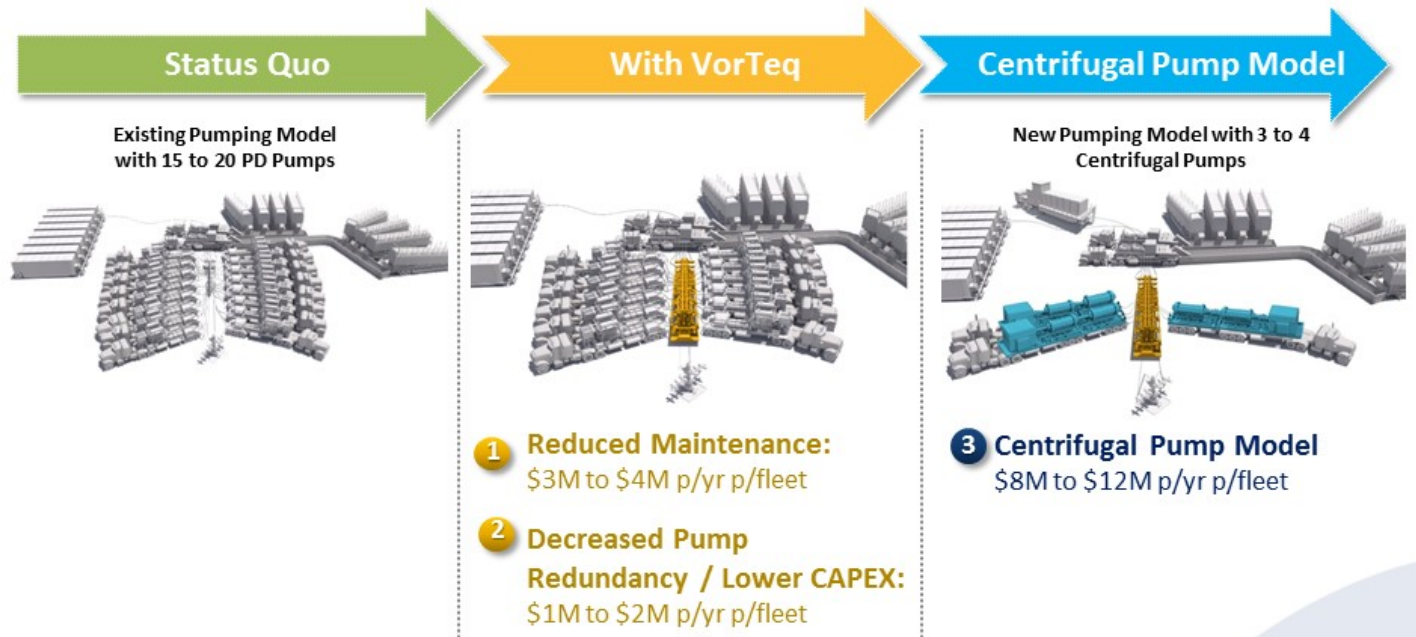 Status Quo
With VorTeq
Centrifugal Pump Model
Existing Pumping Model
with 15 to 20 PD Pumps
New Pumping Model with 3 to 4
Centrifugal Pumps
1 Reduced Maintenance:
$3M to $4M p/yr p/fleet
2 Decreased Pump
Redundancy / Lower CAPEX:
$1M to $2M p/yr p/fleet
3 Centrifugal Pump Model
$8M to $12M p/yr p/fleet